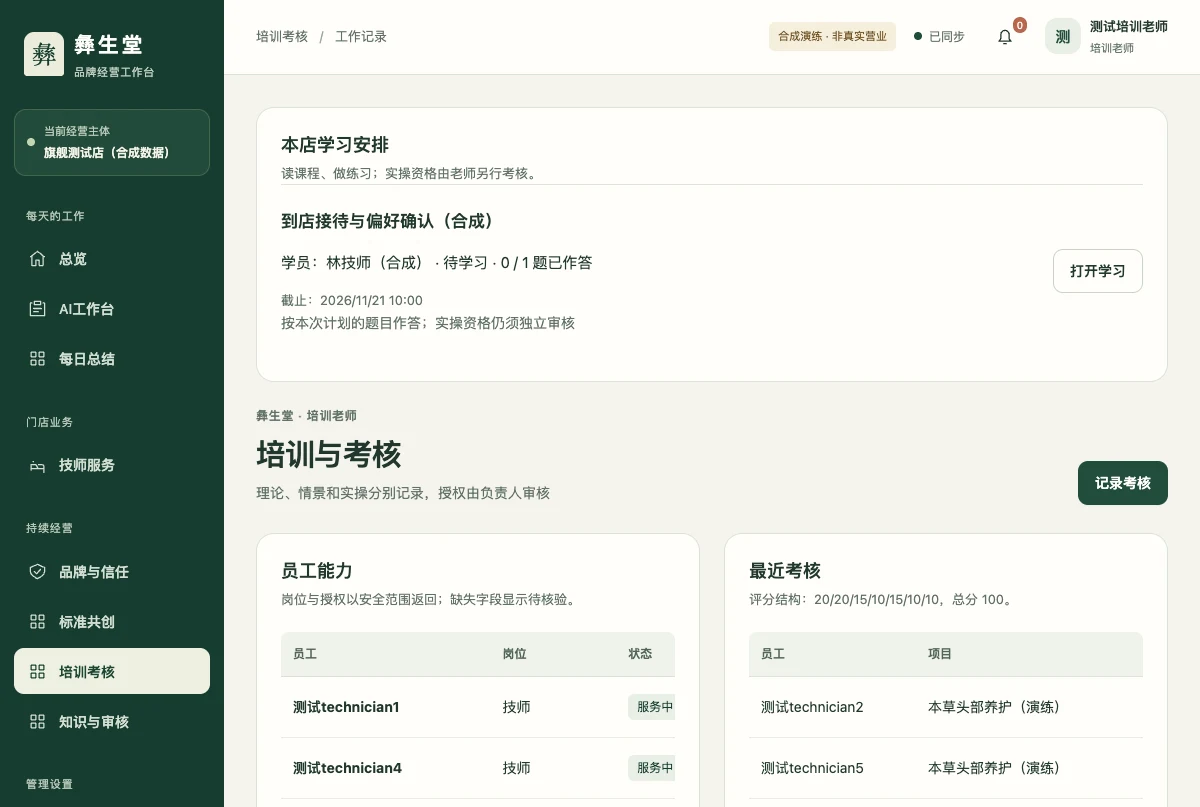 彝
彝生堂
品牌经营工作台
当前经营主体
旗舰测试店（合成数据）
每天的工作
总览
AI工作台
每日总结
门店业务
技师服务
持续经营
品牌与信任
标准共创
培训考核
知识与审核
管理设置
培训考核 / 工作记录
合成演练 · 非真实营业
已同步
0
测
测试培训老师
培训老师
本店学习安排
读课程、做练习；实操资格由老师另行考核。
到店接待与偏好确认（合成）
学员：林技师（合成） · 待学习 · 0 / 1 题已作答
截止：2026/11/21 10:00
按本次计划的题目作答；实操资格仍须独立审核
打开学习
彝生堂 · 培训老师
培训与考核
理论、情景和实操分别记录，授权由负责人审核
记录考核
员工能力
岗位与授权以安全范围返回；缺失字段显示待核验。
员工 岗位 状态
测试technician1 技师 服务中
测试technician4 技师 服务中
最近考核
评分结构：20/20/15/10/15/10/10，总分 100。
员工 项目
测试technician2 本草头部养护（演练）
测试technician5 本草头部养护（演练）